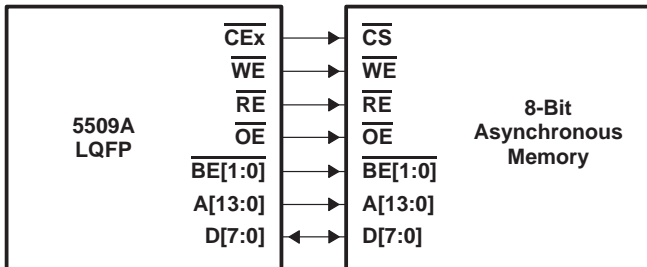 5509A
LQFP
CEx
WE
RE
OE
BE[1:0]
A[13:0]
D[7:0]
CS
WE
RE
OE
BE[1:0]
A[13:0]
D[7:0]
8-Bit
Asynchronous
Memory